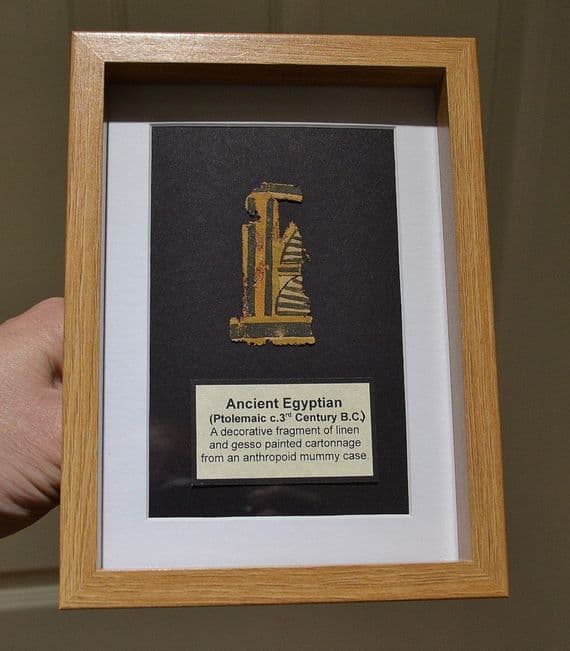 Ancient Egyptian
(Ptolemaic c.3rd Century B.C.)
A decorative fragment of linen
and gesso painted cartonnage
from an anthropoid mummy case